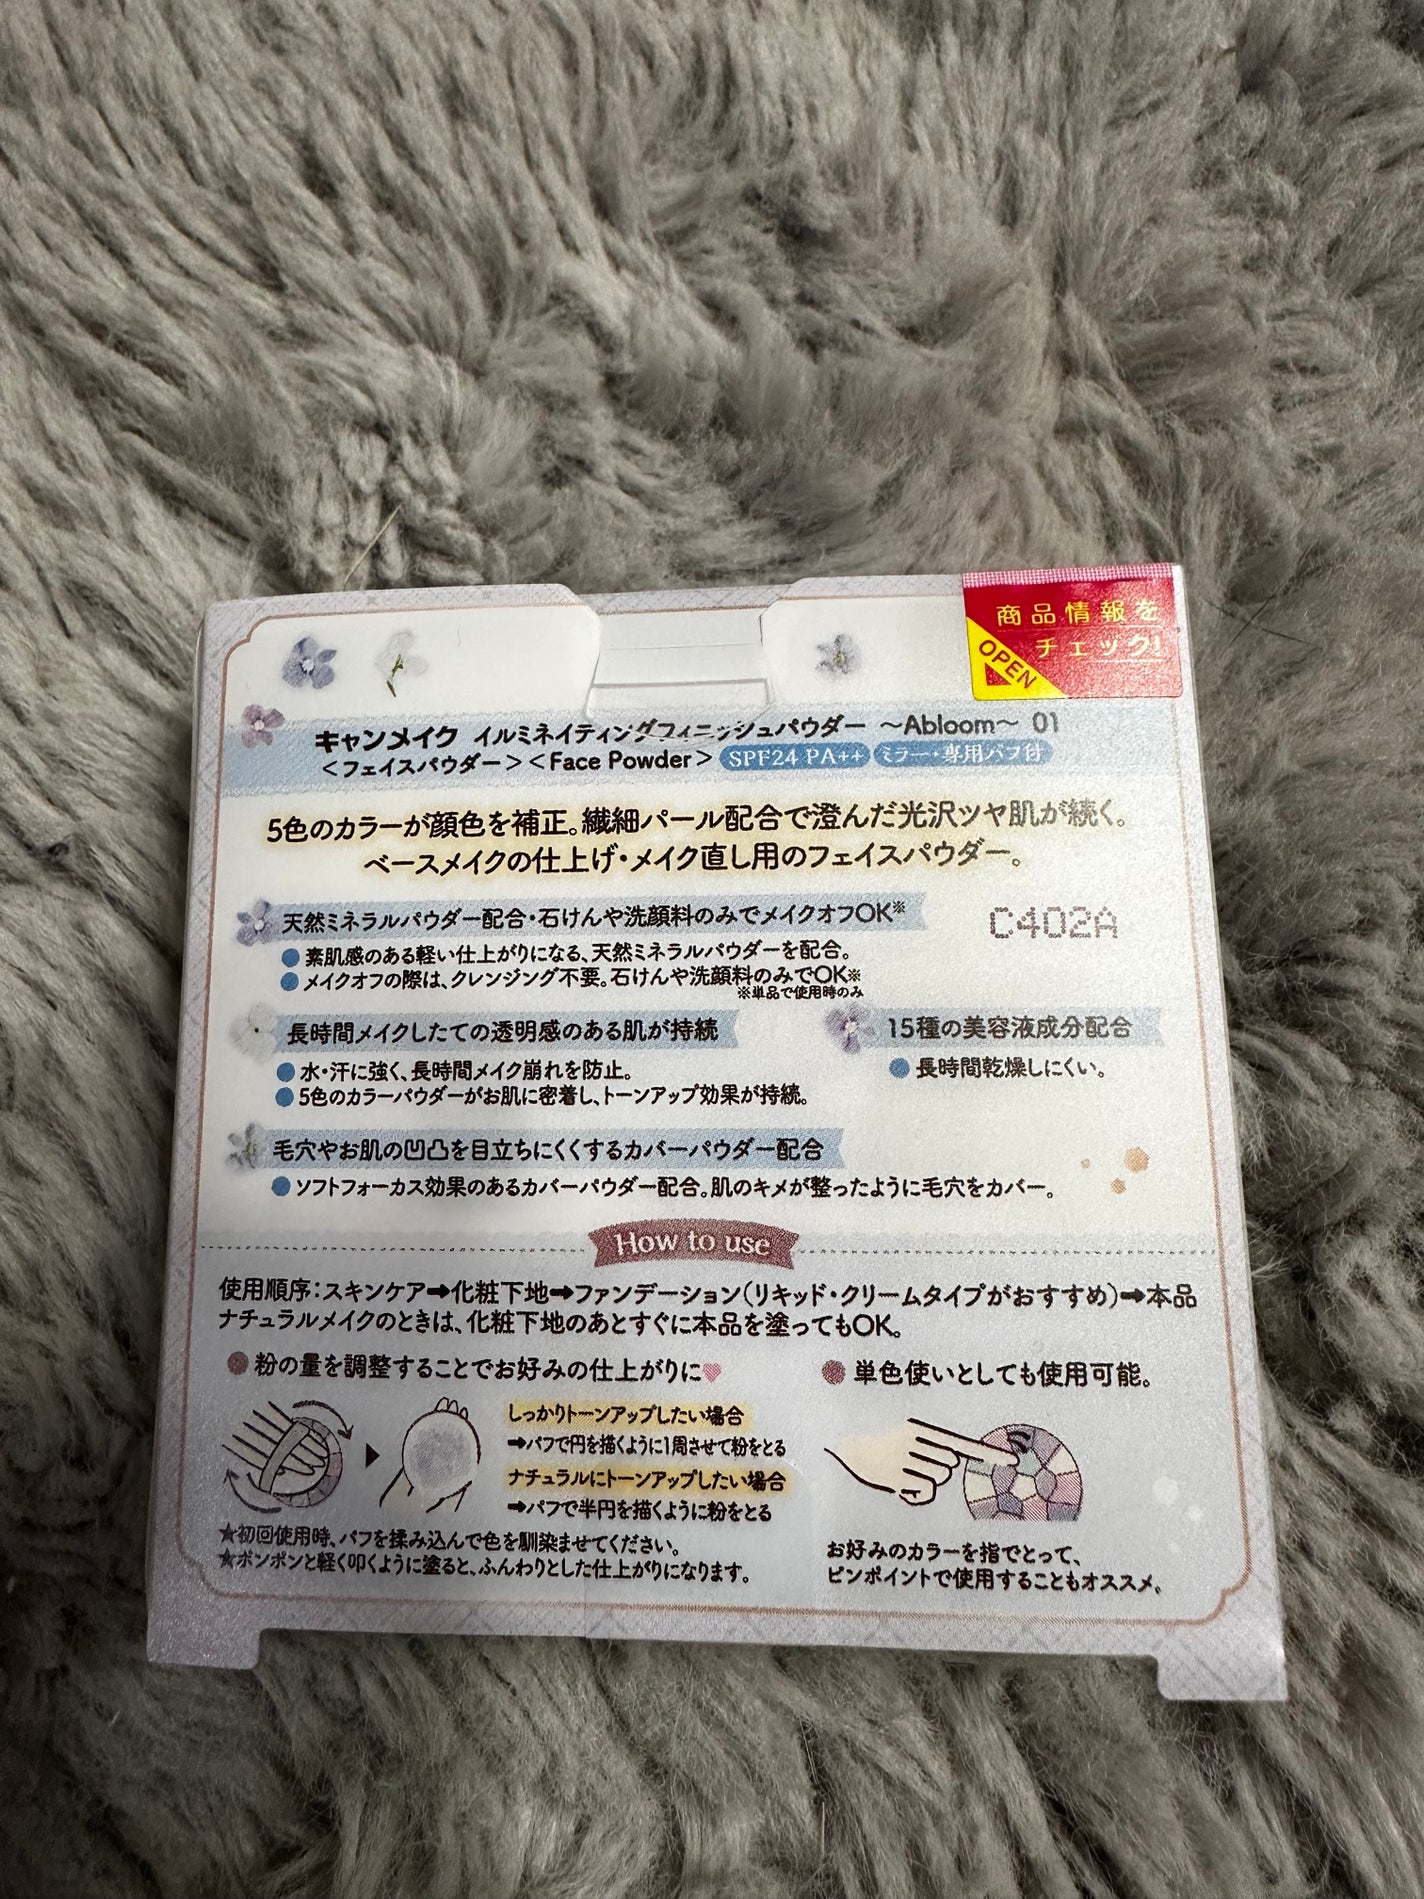 商品情報を
チェック!
OPEN
キャンメイク イルミネイティングフィニッシュパウダー ～Abloom～ 01
＜フェイスパウダー＞＜Face Powder＞ SPF24 PA++ ミラー・専用パフ付
5色のカラーが顔色を補正。繊細パール配合で澄んだ光沢ツヤ肌が続く。
ベースメイクの仕上げ・メイク直し用のフェイスパウダー。
天然ミネラルパウダー配合・石けんや洗顔料のみでメイクオフOK※
C402A
●素肌感のある軽い仕上がりになる、天然ミネラルパウダーを配合。
●メイクオフの際は、クレンジング不要。石けんや洗顔料のみでOK※
※単品で使用時のみ
長時間メイクしたての透明感のある肌が持続
●水・汗に強く、長時間メイク崩れを防止。
●5色のカラーパウダーがお肌に密着し、トーンアップ効果が持続。
15種の美容液成分配合
●長時間乾燥しにくい。
毛穴やお肌の凹凸を目立ちにくくするカバーパウダー配合
●ソフトフォーカス効果のあるカバーパウダー配合。肌のキメが整ったように毛穴をカバー。
How to use
使用順序：スキンケア➡化粧下地➡ファンデーション（リキッド・クリームタイプがおすすめ）➡本品
ナチュラルメイクのときは、化粧下地のあとすぐに本品を塗ってもOK。
●粉の量を調整することでお好みの仕上がりに♥
しっかりトーンアップしたい場合
➡パフで円を描くように1周させて粉をとる
ナチュラルにトーンアップしたい場合
➡パフで半円を描くように粉をとる
★初回使用時、パフを揉み込んで色を馴染ませてください。
★ポンポンと軽く叩くように塗ると、ふんわりとした仕上がりになります。
●単色使いとしても使用可能。
お好みのカラーを指でとって、
ピンポイントで使用することもオススメ。